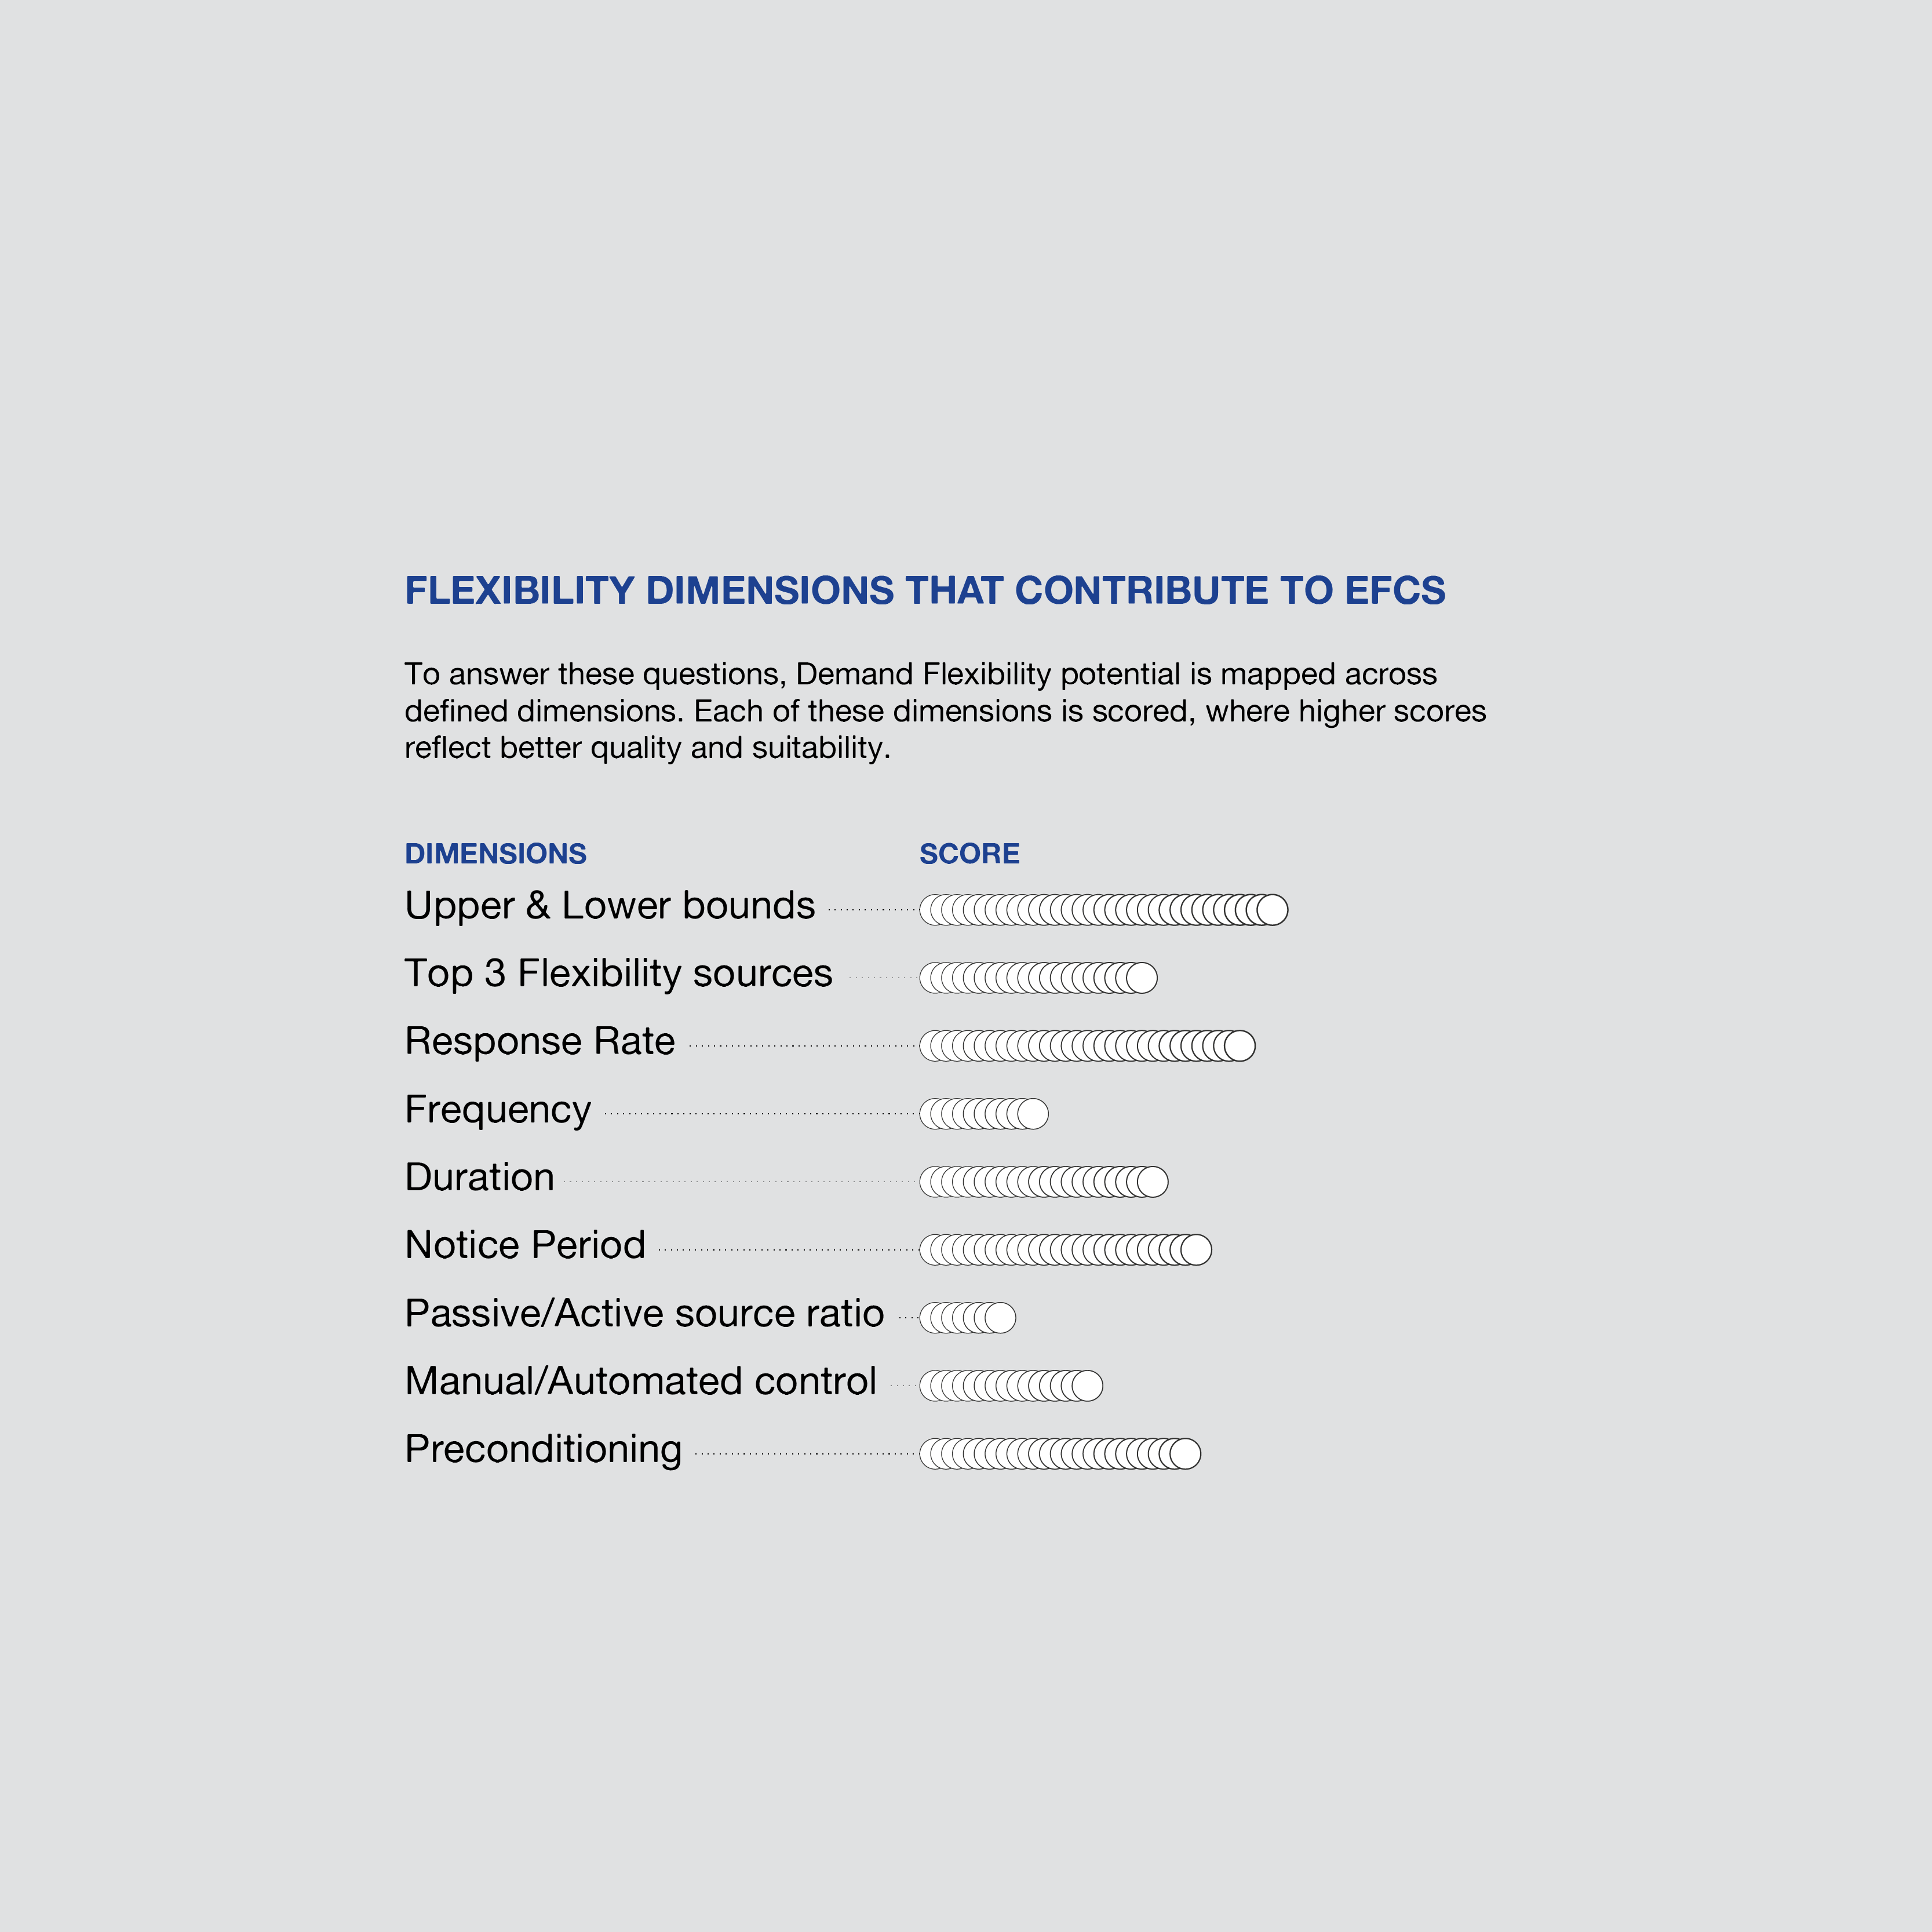 FLEXIBILITY DIMENSIONS THAT CONTRIBUTE TO EFCS
To answer these questions, Demand Flexibility potential is mapped across
defined dimensions. Each of these dimensions is scored, where higher scores
reflect better quality and suitability.
DIMENSIONS SCORE
Upper & Lower bounds
Top 3 Flexibility sources
Response Rate
Frequency
Duration
Notice Period
Passive/Active source ratio
Manual/Automated control
Preconditioning